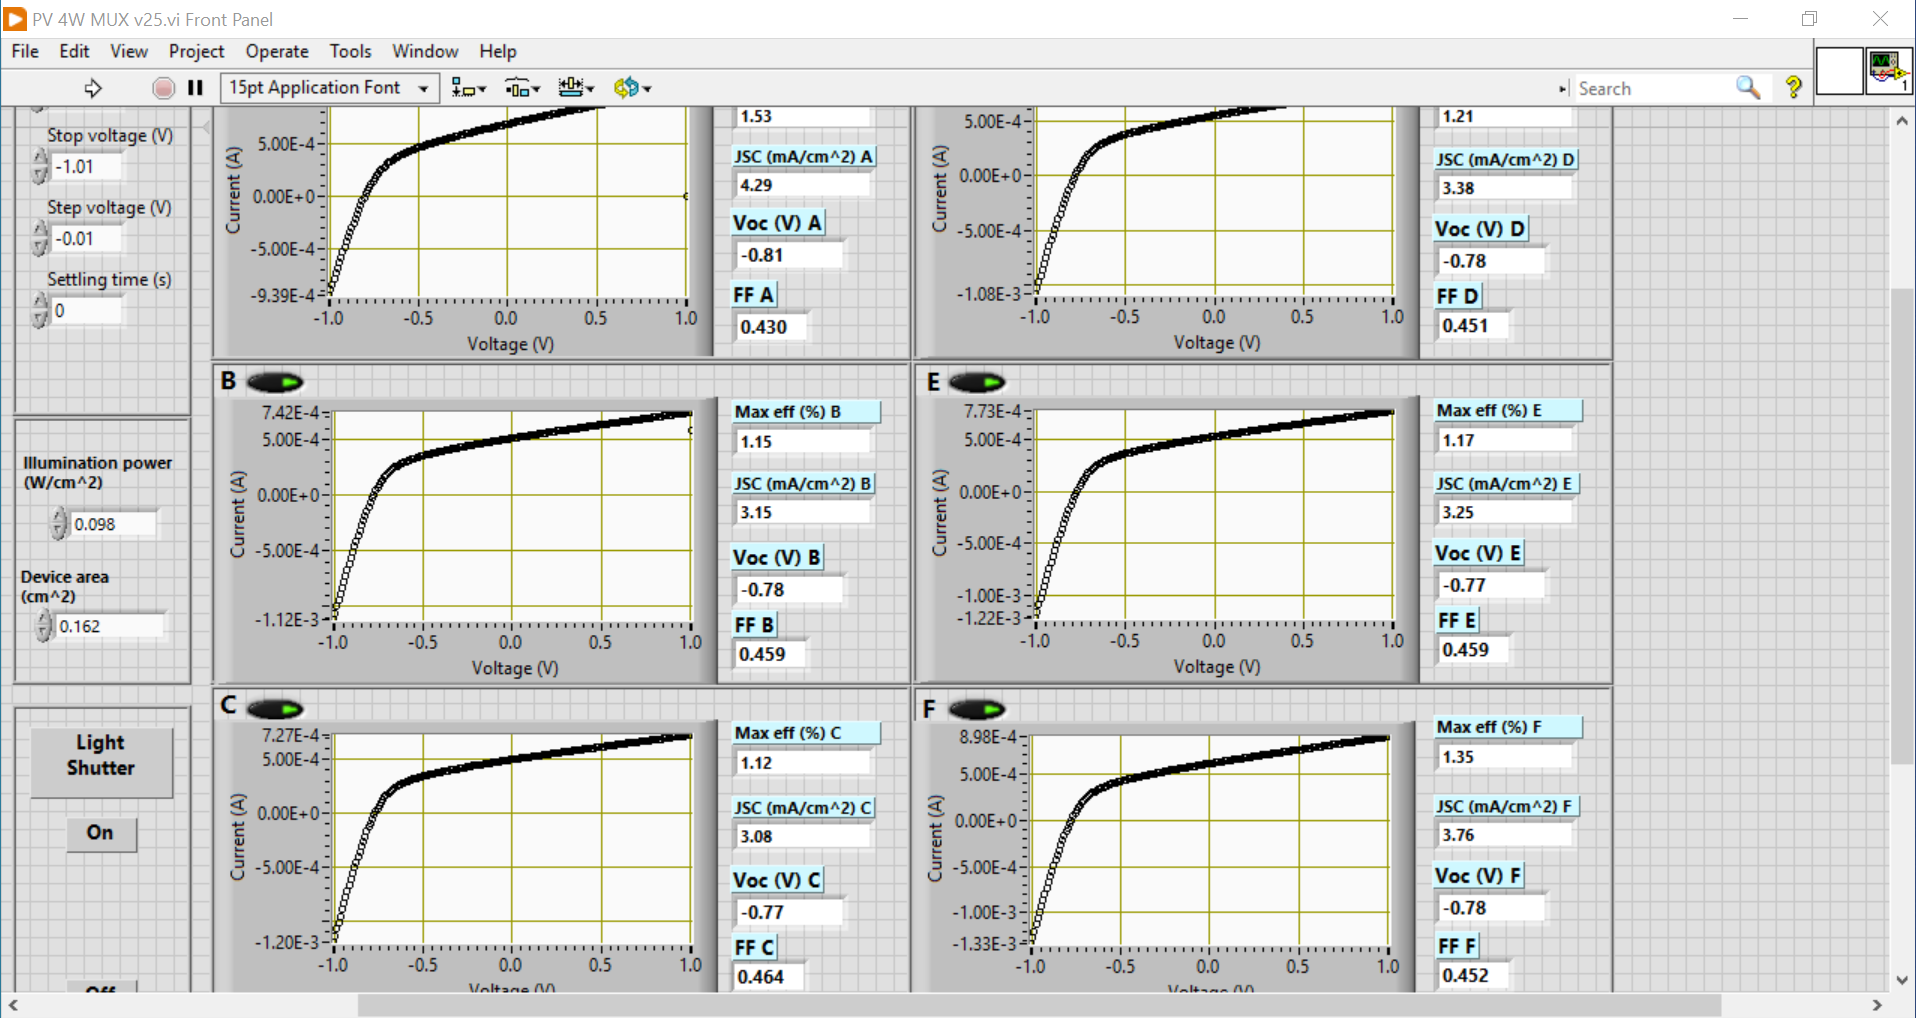 PV 4W MUX v25.vi Front Panel
File Edit View Project Operate Tools Window Help
15pt Application Font
Search
1
Stop voltage (V)
-1.01
Step voltage (V)
-0.01
Settling time (s)
0
Illumination power
(W/cm^2)
0.098
Device area
(cm^2)
0.162
Light
Shutter
On
Off
5.00E-4
0.00E+0
-5.00E-4
-9.39E-4
Current (A)
-1.0 -0.5 0.0 0.5 1.0
Voltage (V)
1.53
JSC (mA/cm^2) A
4.29
Voc (V) A
-0.81
FF A
0.430
5.00E-4
0.00E+0
-5.00E-4
-1.08E-3
Current (A)
-1.0 -0.5 0.0 0.5 1.0
Voltage (V)
1.21
JSC (mA/cm^2) D
3.38
Voc (V) D
-0.78
FF D
0.451
B
7.42E-4
5.00E-4
0.00E+0
-5.00E-4
-1.12E-3
Current (A)
-1.0 -0.5 0.0 0.5 1.0
Voltage (V)
Max eff (%) B
1.15
JSC (mA/cm^2) B
3.15
Voc (V) B
-0.78
FF B
0.459
E
7.73E-4
5.00E-4
0.00E+0
-5.00E-4
-1.00E-3
-1.22E-3
Current (A)
-1.0 -0.5 0.0 0.5 1.0
Voltage (V)
Max eff (%) E
1.17
JSC (mA/cm^2) E
3.25
Voc (V) E
-0.77
FF E
0.459
C
7.27E-4
5.00E-4
0.00E+0
-5.00E-4
-1.20E-3
Current (A)
-1.0 -0.5 0.0 0.5 1.0
Voltage (V)
Max eff (%) C
1.12
JSC (mA/cm^2) C
3.08
Voc (V) C
-0.77
FF C
0.464
F
8.98E-4
5.00E-4
0.00E+0
-5.00E-4
-1.00E-3
-1.33E-3
Current (A)
-1.0 -0.5 0.0 0.5 1.0
Voltage (V)
Max eff (%) F
1.35
JSC (mA/cm^2) F
3.76
Voc (V) F
-0.78
FF F
0.452